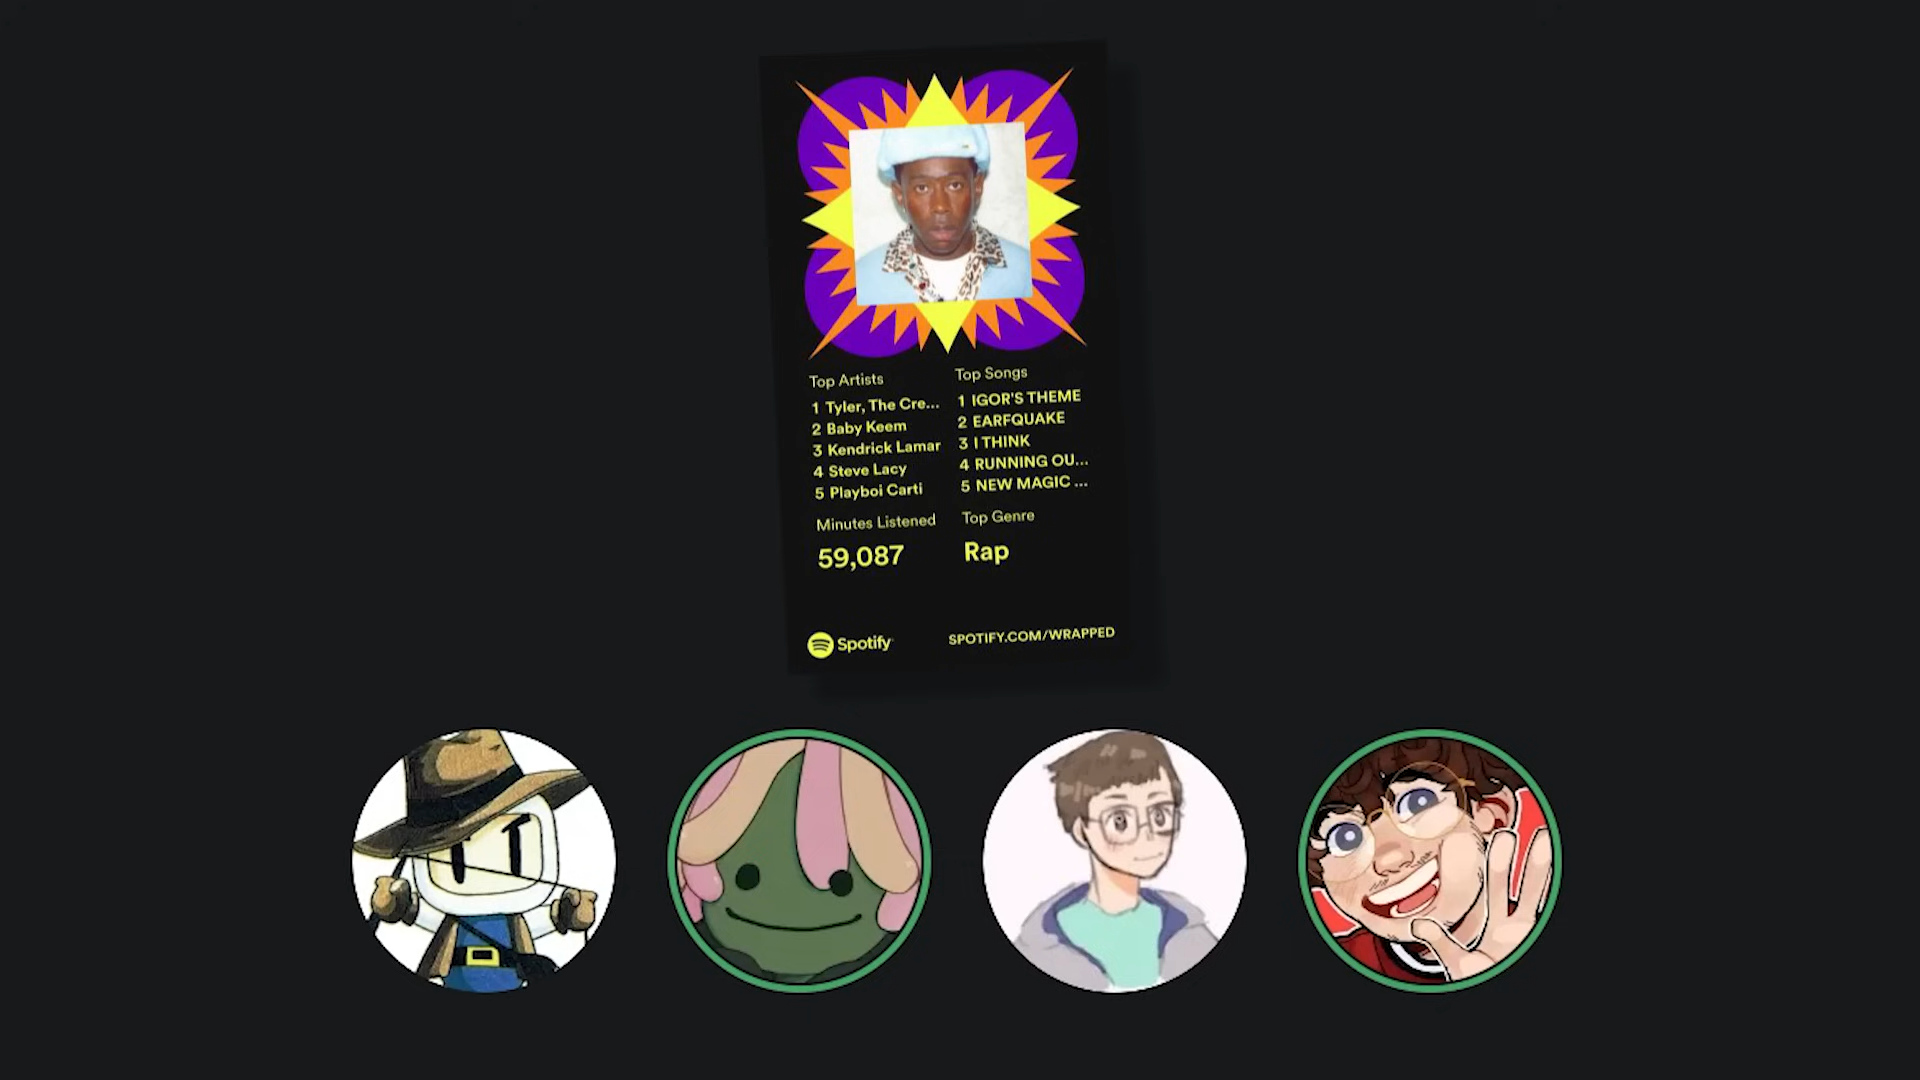 Top Artists
1 Tyler, The Cre...
2 Baby Keem
3 Kendrick Lamar
4 Steve Lacy
5 Playboi Carti
Top Songs
1 IGOR'S THEME
2 EARFQUAKE
3 I THINK
4 RUNNING OU...
5 NEW MAGIC ...
Minutes Listened
59,087
Top Genre
Rap
Spotify
SPOTIFY.COM/WRAPPED